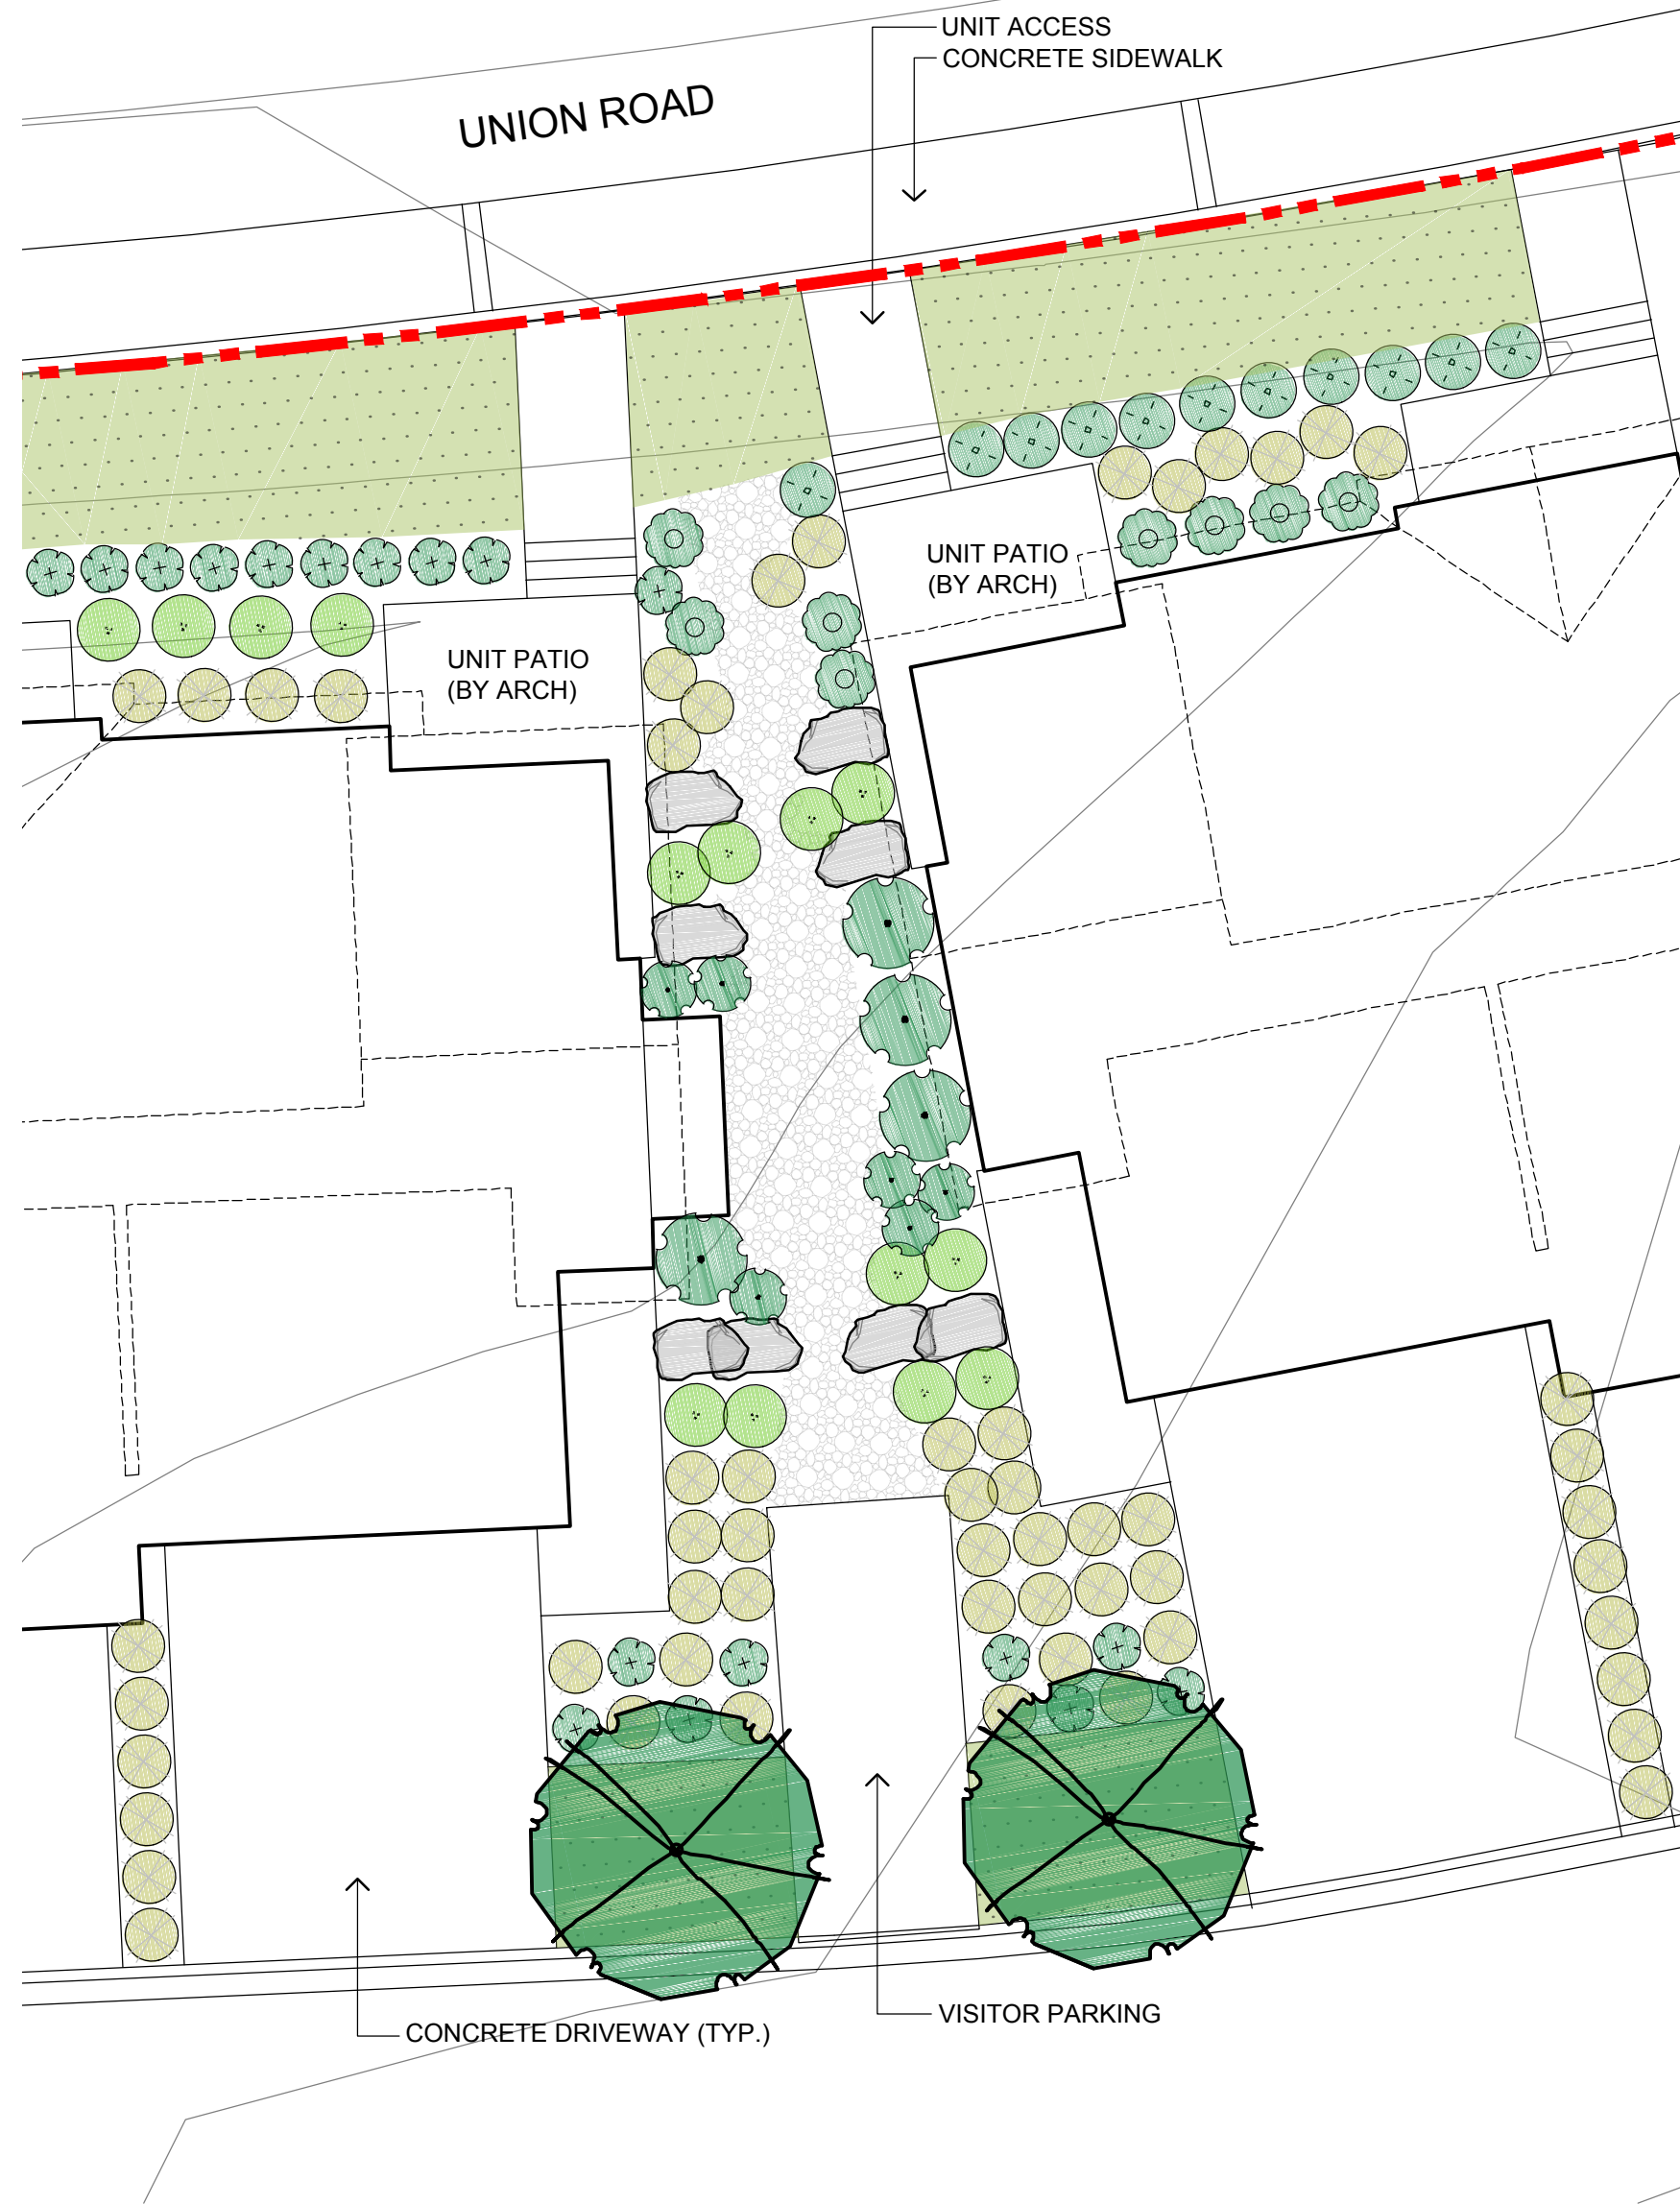 UNIT ACCESS
CONCRETE SIDEWALK
UNION ROAD
UNIT PATIO
(BY ARCH)
UNIT PATIO
(BY ARCH)
VISITOR PARKING
CONCRETE DRIVEWAY (TYP.)